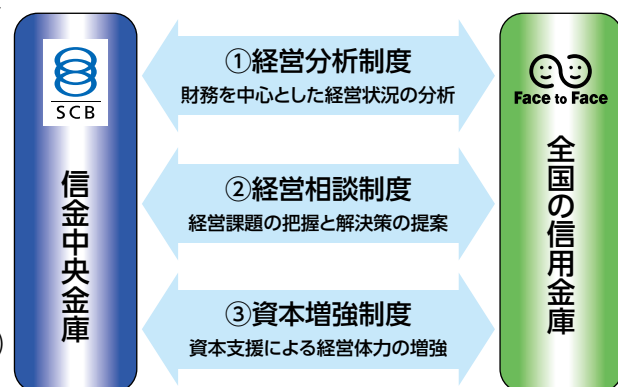 SCB
信金中央金庫
①経営分析制度
財務を中心とした経営状況の分析
②経営相談制度
経営課題の把握と解決策の提案
③資本増強制度
資本支援による経営体力の増強
Face to Face
全国の信用金庫
)